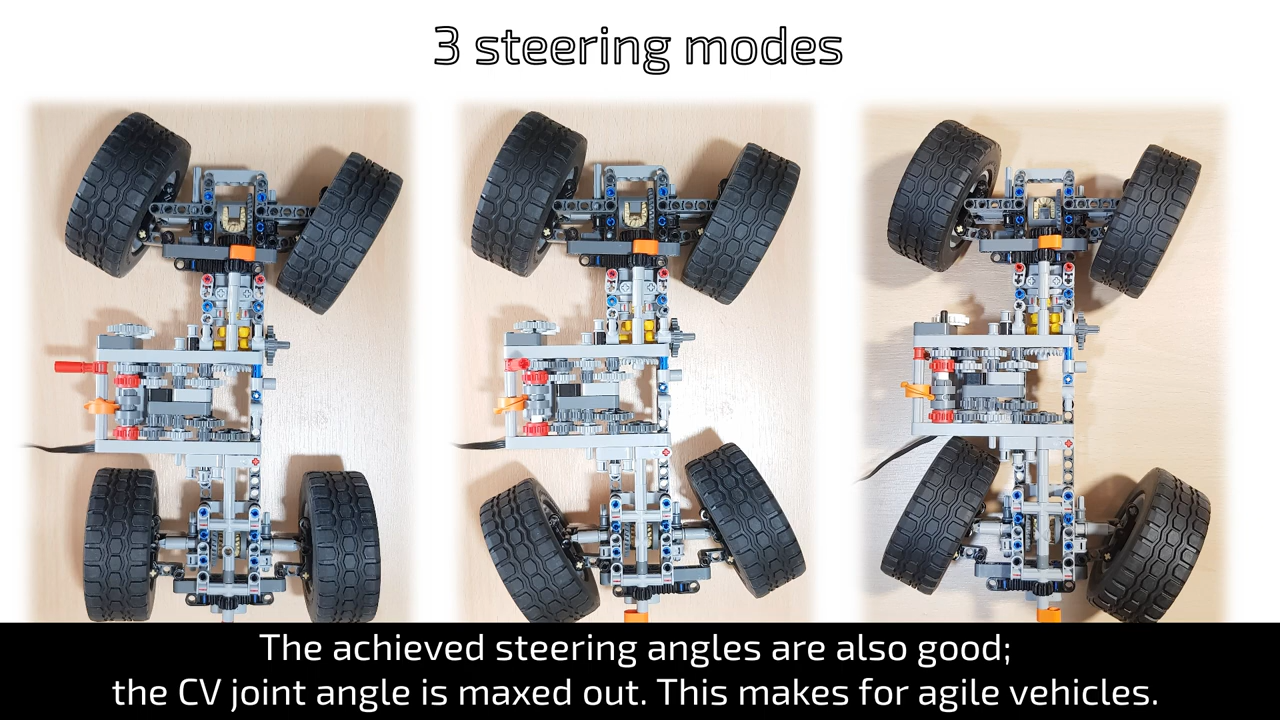 3 steering modes
The achieved steering angles are also good;
the CV joint angle is maxed out. This makes for agile vehicles.